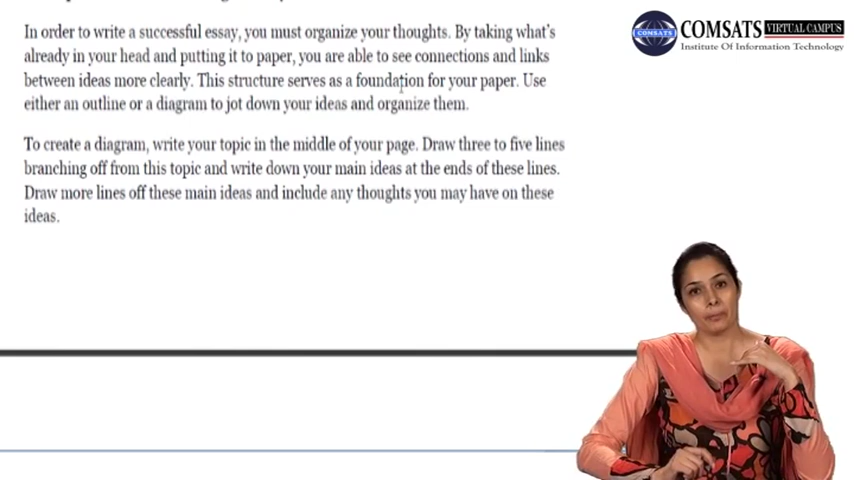 COMSATS VIRTUAL CAMPUS
COMSATS
Institute Of Information Technology
In order to write a successful essay, you must organize your thoughts. By taking what's
already in your head and putting it to paper, you are able to see connections and links
between ideas more clearly. This structure serves as a foundation for your paper. Use
either an outline or a diagram to jot down your ideas and organize them.
To create a diagram, write your topic in the middle of your page. Draw three to five lines
branching off from this topic and write down your main ideas at the ends of these lines.
Draw more lines off these main ideas and include any thoughts you may have on these
ideas.